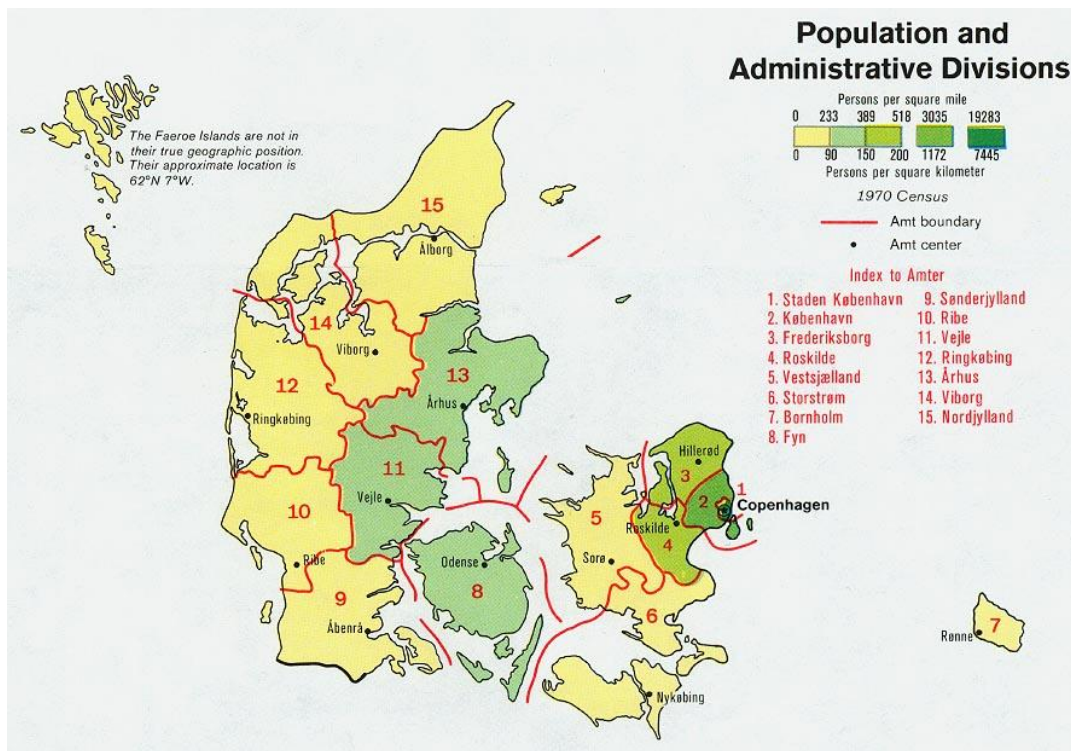 Population and
Administrative Divisions
Persons per square mile
0 233 389 518 3035 19283
0 90 150 200 1172 7445
Persons per square kilometer
1970 Census
Amt boundary
Amt center
Index to Amter
1. Staden København
2. København
3. Frederiksborg
4. Roskilde
5. Vestsjælland
6. Storstrøm
7. Bornholm
8. Fyn
9. Sønderjylland
10. Ribe
11. Vejle
12. Ringkøbing
13. Århus
14. Viborg
15. Nordjylland
The Faeroe Islands are not in
their true geographic position.
Their approximate location is
62°N 7°W.
15
Ålborg
14
Viborg
13
12
Århus
Ringkøbing
Hillerød
11
3
1
2
Copenhagen
Vejle
10
5
Roskilde
4
Ribe
Odense
Sorø
9
8
6
7
Åbenrå
Rønne
Nykøbing